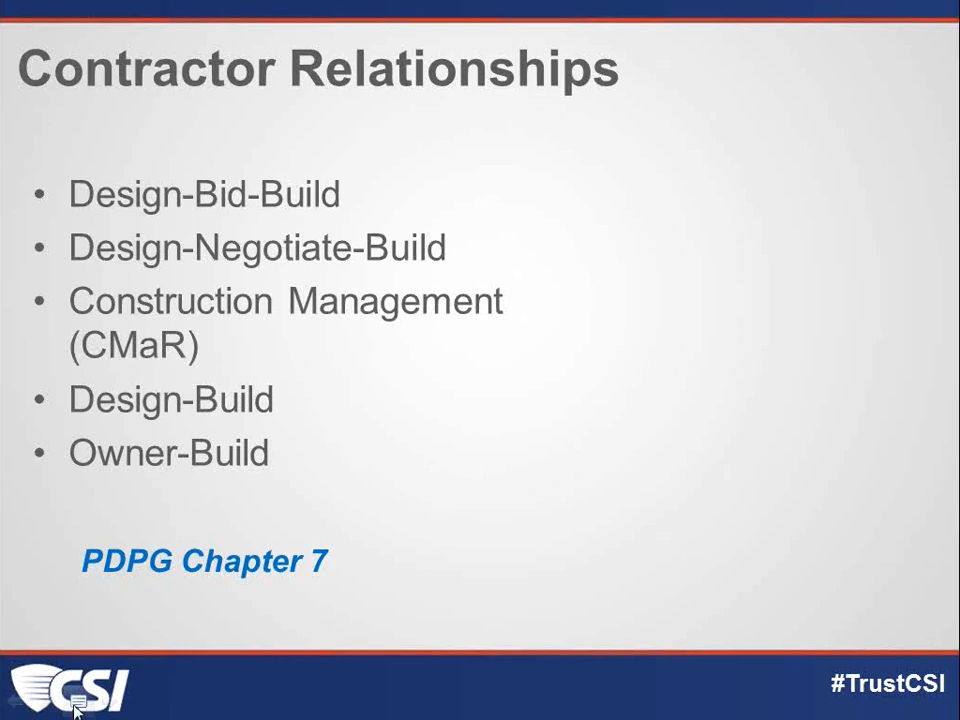 Contractor Relationships
• Design-Bid-Build
• Design-Negotiate-Build
• Construction Management
(CMaR)
• Design-Build
• Owner-Build
PDPG Chapter 7
CSI
#TrustCSI